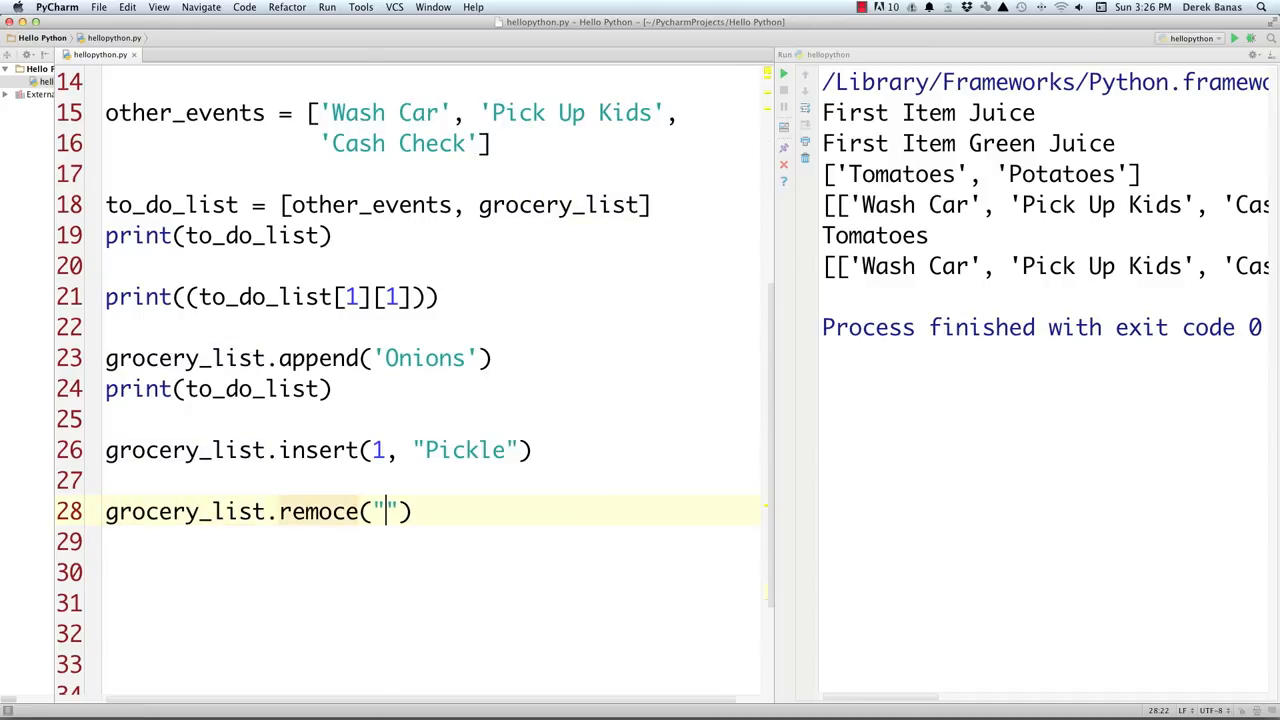 PyCharm File Edit View Navigate Code Refactor Run Tools VCS Window Help 10 Sun 3:26 PM Derek Banas
hellopython.py - Hello Python - [~/PycharmProjects/Hello Python]
Hello Python hellopython.py hellopython
hellopython.py Run hellopython
Hello P
hell
Externa
14
15 other_events = ['Wash Car', 'Pick Up Kids',
16 'Cash Check']
17
18 to_do_list = [other_events, grocery_list]
19 print(to_do_list)
20
21 print((to_do_list[1][1]))
22
23 grocery_list.append('Onions')
24 print(to_do_list)
25
26 grocery_list.insert(1, "Pickle")
27
28 grocery_list.remoce("")
29
30
31
32
33
34
/Library/Frameworks/Python.framewo
First Item Juice
First Item Green Juice
['Tomatoes', 'Potatoes']
[['Wash Car', 'Pick Up Kids', 'Cas
Tomatoes
[['Wash Car', 'Pick Up Kids', 'Cas
Process finished with exit code 0
28:22 LF UTF-8